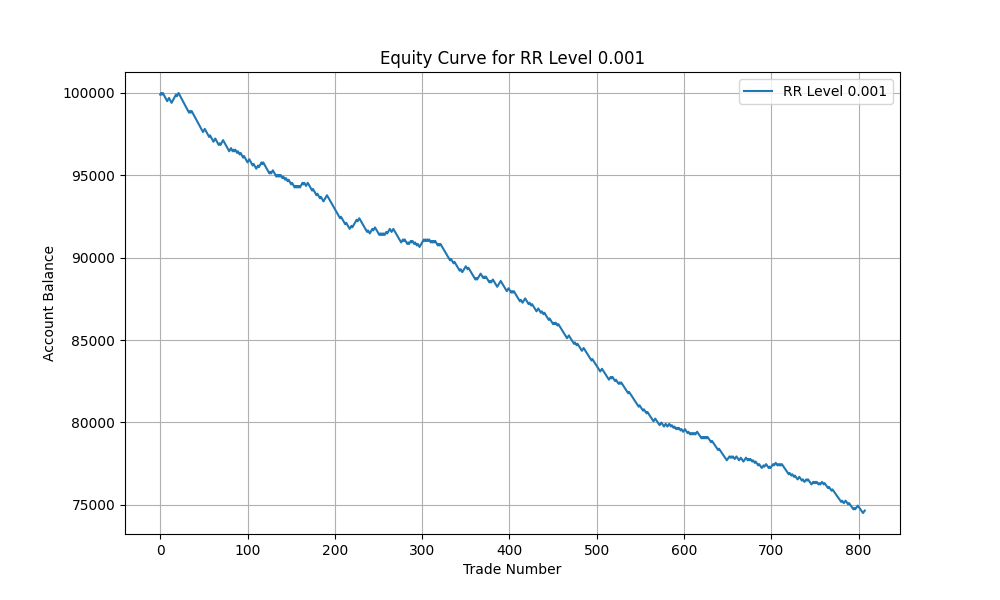 Equity Curve for RR Level 0.001
RR Level 0.001
100000
95000
90000
85000
80000
75000
Account Balance
0 100 200 300 400 500 600 700 800
Trade Number